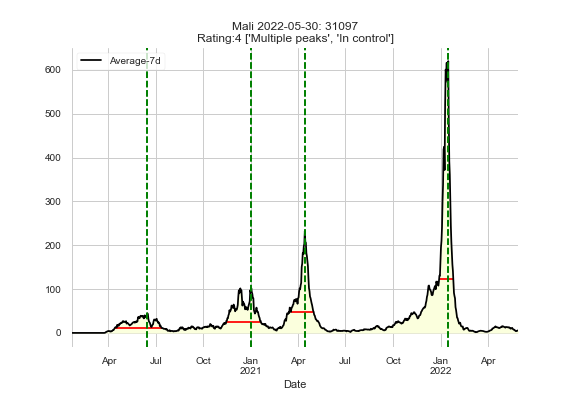 Mali 2022-05-30: 31097
Rating:4 ['Multiple peaks', 'In control']
Average-7d
600
500
400
300
200
100
0
Apr Jul Oct Jan Apr Jul Oct Jan Apr
2021 2022
Date